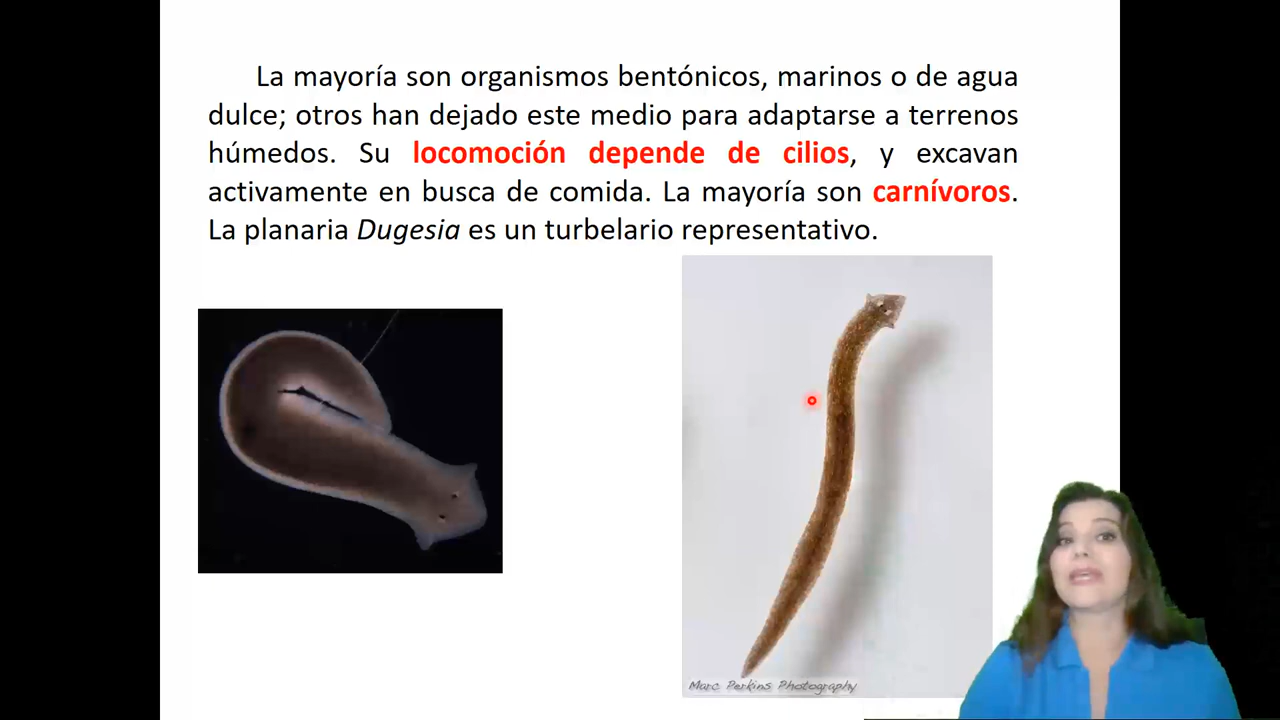 La mayoría son organismos bentónicos, marinos o de agua
dulce; otros han dejado este medio para adaptarse a terrenos
húmedos. Su locomoción depende de cilios, y excavan
activamente en busca de comida. La mayoría son carnívoros.
La planaria Dugesia es un turbelario representativo.
Marc Perkins Photography